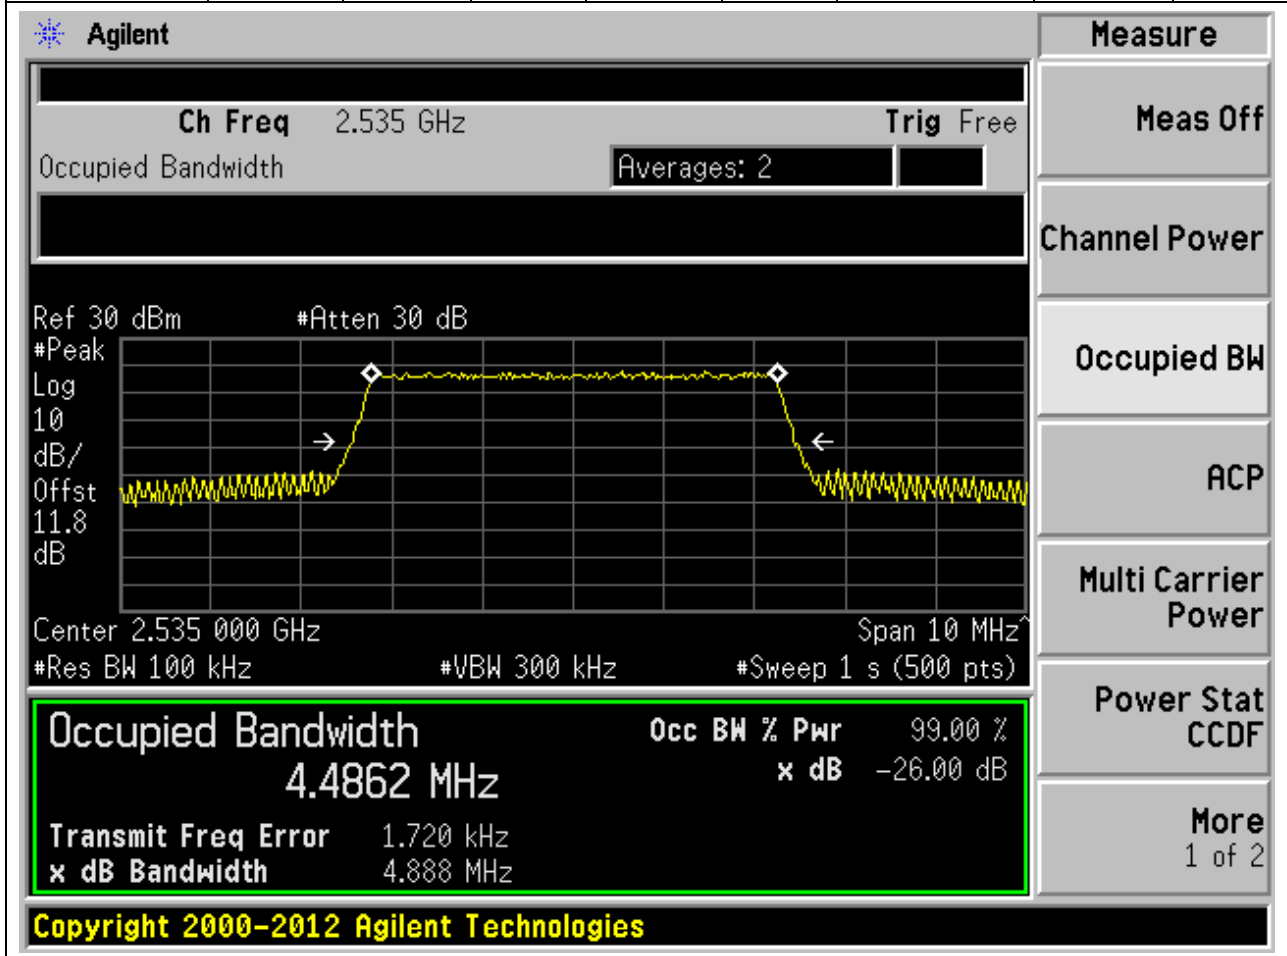 Agilent
Measure
Ch Freq 2.535 GHz Trig Free
Meas Off
Occupied Bandwidth Averages: 2
Channel Power
Ref 30 dBm #Atten 30 dB
#Peak
Log
10
dB/
Offst
11.8
dB
Occupied BW
ACP
Center 2.535 000 GHz Span 10 MHz^
#Res BW 100 kHz #VBW 300 kHz #Sweep 1 s (500 pts)
Multi Carrier
Power
Occupied Bandwidth Occ BW % Pwr 99.00 %
4.4862 MHz x dB -26.00 dB
Transmit Freq Error 1.720 kHz
x dB Bandwidth 4.888 MHz
Power Stat
CCDF
More
1 of 2
Copyright 2000-2012 Agilent Technologies